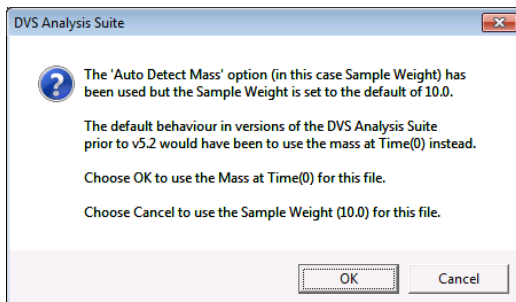 DVS Analysis Suite
The 'Auto Detect Mass' option (in this case Sample Weight) has
been used but the Sample Weight is set to the default of 10.0.
The default behaviour in versions of the DVS Analysis Suite
prior to v5.2 would have been to use the mass at Time(0) instead.
Choose OK to use the Mass at Time(0) for this file.
Choose Cancel to use the Sample Weight (10.0) for this file.
OK
Cancel